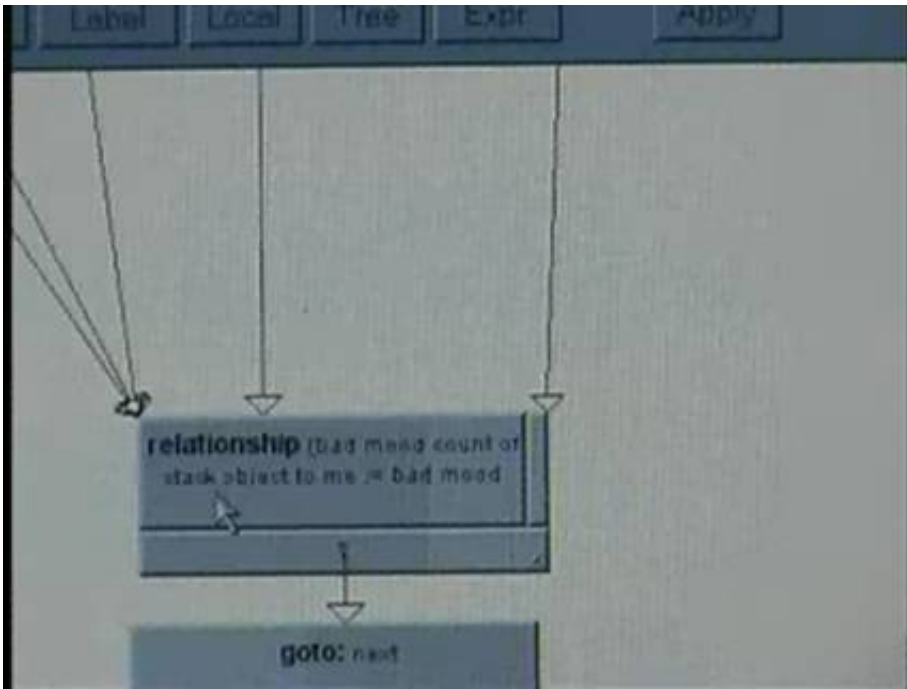 Label Local Tree Expr Apply
relationship (bad mood count of
stack object to me := bad mood
goto: next